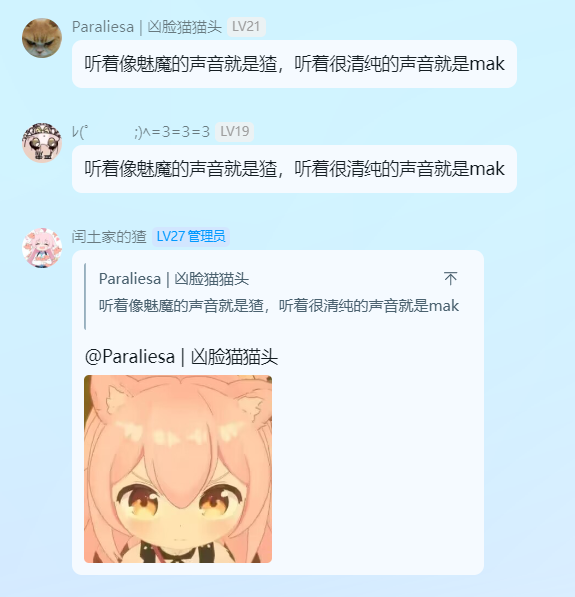 Paraliesa | 凶脸猫猫头 LV21
听着像魅魔的声音就是猹，听着很清纯的声音就是mak
ﾚ(ﾟ ;)ﾍ=3=3=3 LV19
听着像魅魔的声音就是猹，听着很清纯的声音就是mak
闰土家的猹 LV27 管理员
Paraliesa | 凶脸猫猫头
听着像魅魔的声音就是猹，听着很清纯的声音就是mak
@Paraliesa | 凶脸猫猫头